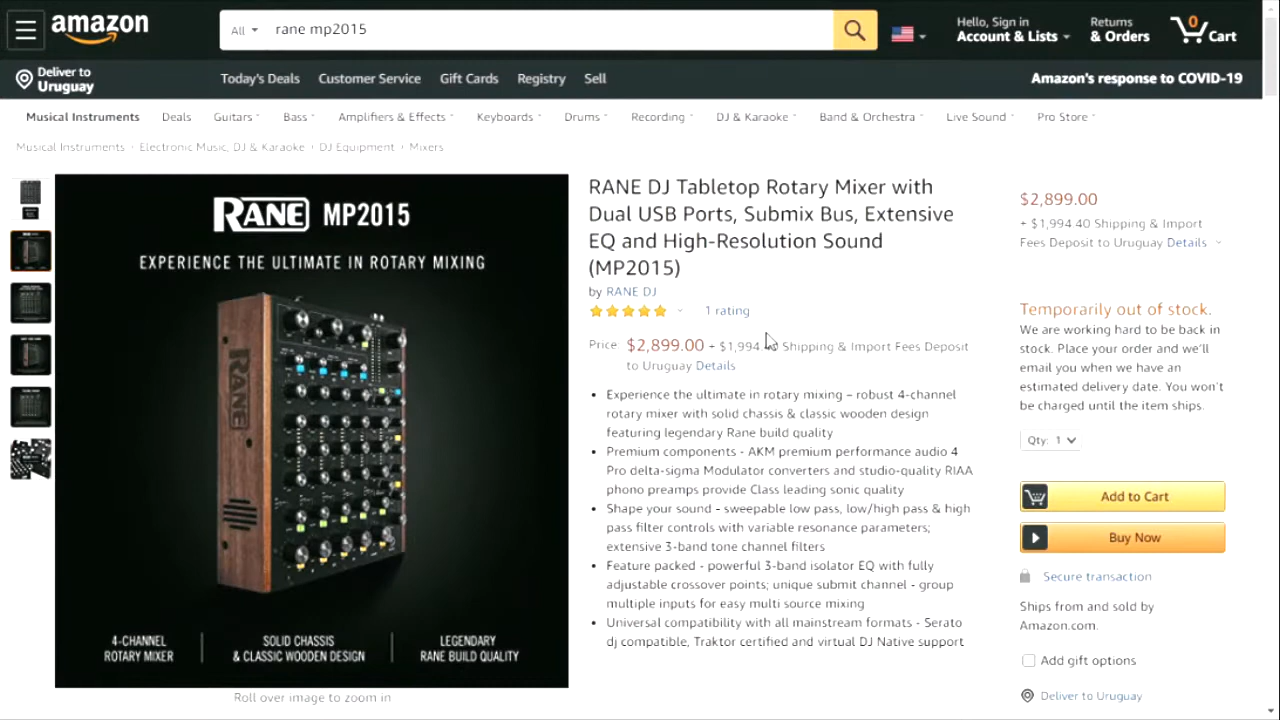 amazon
All
rane mp2015
Hello, Sign in
Account & Lists
Returns
& Orders
0
Cart
Deliver to
Uruguay
Today's Deals
Customer Service
Gift Cards
Registry
Sell
Amazon's response to COVID-19
Musical Instruments
Deals
Guitars
Bass
Amplifiers & Effects
Keyboards
Drums
Recording
DJ & Karaoke
Band & Orchestra
Live Sound
Pro Store
Musical Instruments › Electronic Music, DJ & Karaoke › DJ Equipment › Mixers
RANE MP2015
EXPERIENCE THE ULTIMATE IN ROTARY MIXING
RANE
4-CHANNEL
ROTARY MIXER
SOLID CHASSIS
& CLASSIC WOODEN DESIGN
LEGENDARY
RANE BUILD QUALITY
Roll over image to zoom in
RANE DJ Tabletop Rotary Mixer with
Dual USB Ports, Submix Bus, Extensive
EQ and High-Resolution Sound
(MP2015)
by RANE DJ
1 rating
Price $2,899.00 + $1,994 Shipping & Import Fees Deposit
to Uruguay Details
• Experience the ultimate in rotary mixing – robust 4-channel
rotary mixer with solid chassis & classic wooden design
featuring legendary Rane build quality
• Premium components - AKM premium performance audio 4
Pro delta-sigma Modulator converters and studio-quality RIAA
phono preamps provide Class leading sonic quality
• Shape your sound - sweepable low pass, low/high pass & high
pass filter controls with variable resonance parameters;
extensive 3-band tone channel filters
• Feature packed - powerful 3-band isolator EQ with fully
adjustable crossover points; unique submit channel - group
multiple inputs for easy multi source mixing
• Universal compatibility with all mainstream formats - Serato
dj compatible, Traktor certified and virtual DJ Native support
$2,899.00
+ $1,994.40 Shipping & Import
Fees Deposit to Uruguay Details
Temporarily out of stock.
We are working hard to be back in
stock. Place your order and we'll
email you when we have an
estimated delivery date. You won't
be charged until the item ships.
Qty: 1
Add to Cart
Buy Now
Secure transaction
Ships from and sold by
Amazon.com.
Add gift options
Deliver to Uruguay